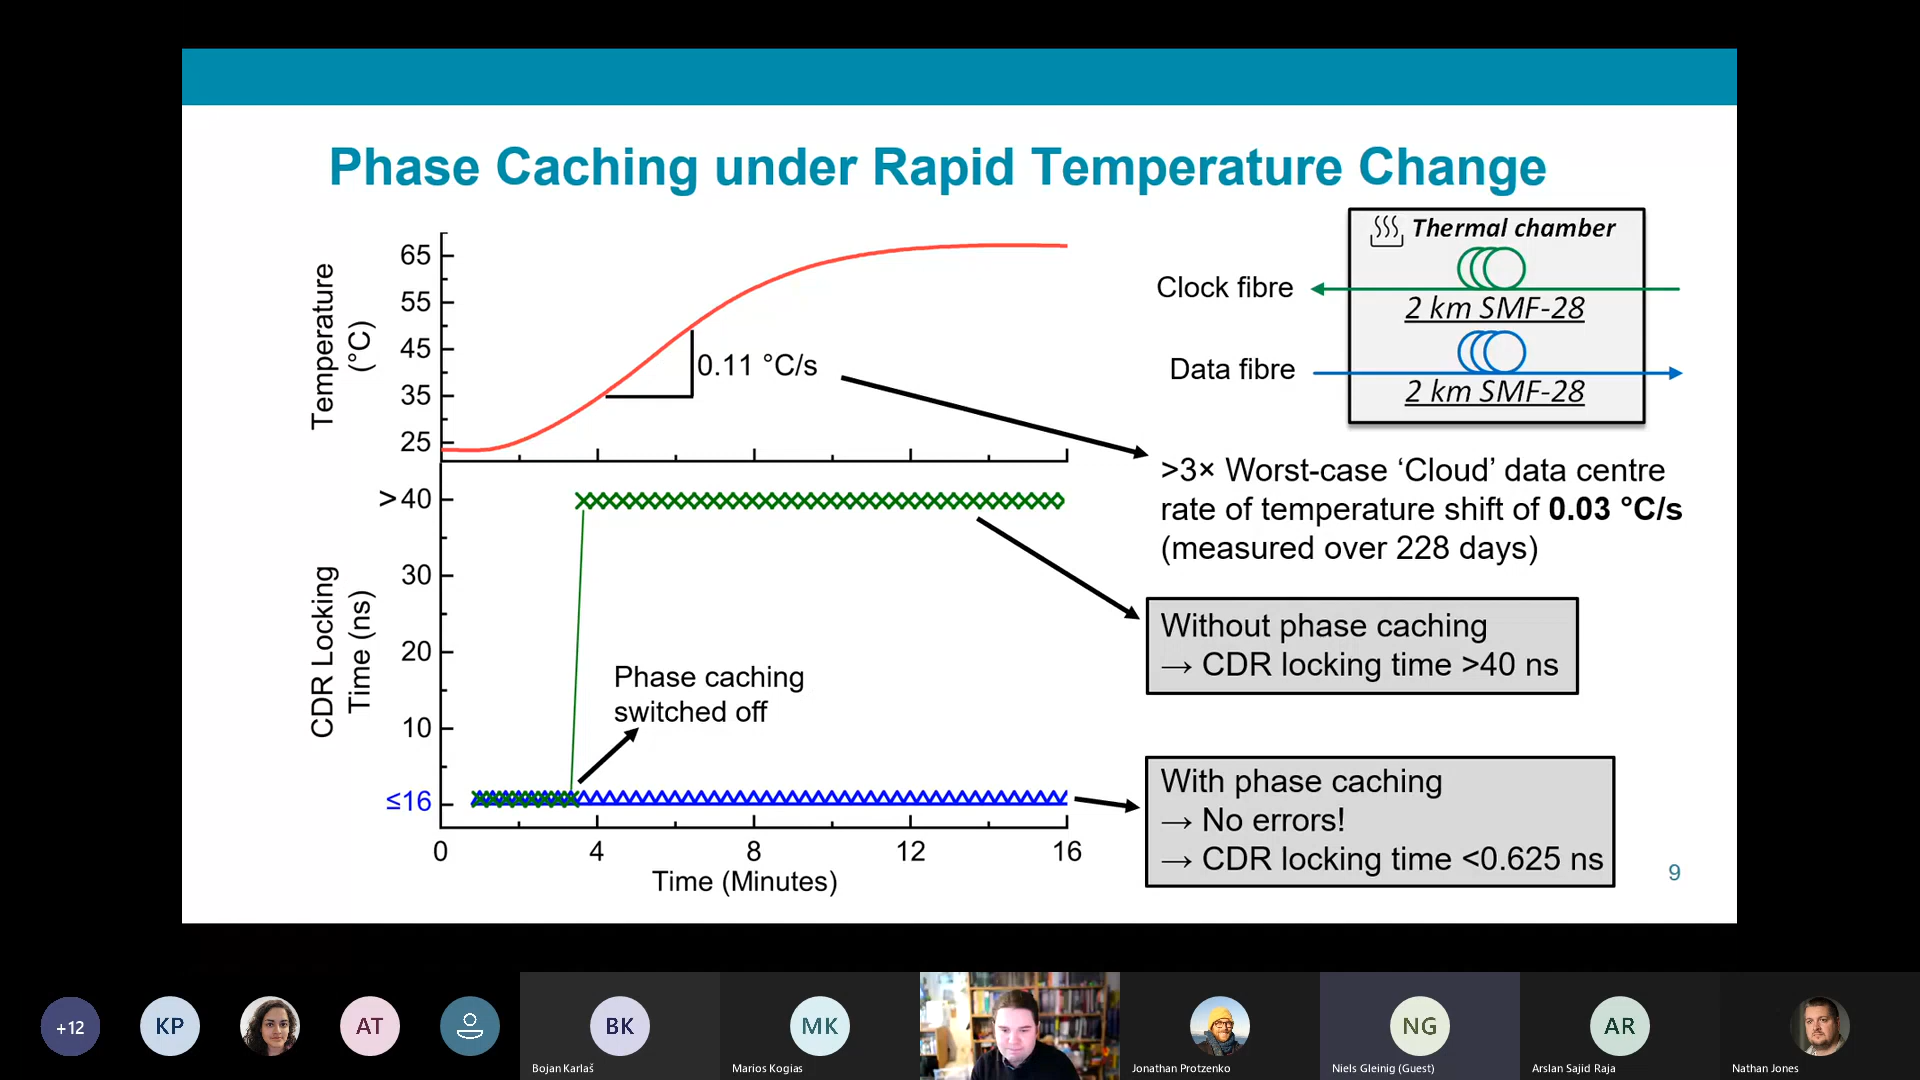 Phase Caching under Rapid Temperature Change
Temperature
(°C)
65
55
45
35
25
0.11 °C/s
Thermal chamber
Clock fibre
2 km SMF-28
Data fibre
2 km SMF-28
>3× Worst-case ‘Cloud’ data centre
rate of temperature shift of 0.03 °C/s
(measured over 228 days)
CDR Locking
Time (ns)
>40
30
20
10
≤16
Phase caching
switched off
0
4
8
12
16
Time (Minutes)
Without phase caching
→ CDR locking time >40 ns
With phase caching
→ No errors!
→ CDR locking time <0.625 ns
9
+12
KP
AT
BK
Bojan Karlaš
MK
Marios Kogias
Jonathan Protzenko
NG
Niels Gleinig (Guest)
AR
Arslan Sajid Raja
Nathan Jones